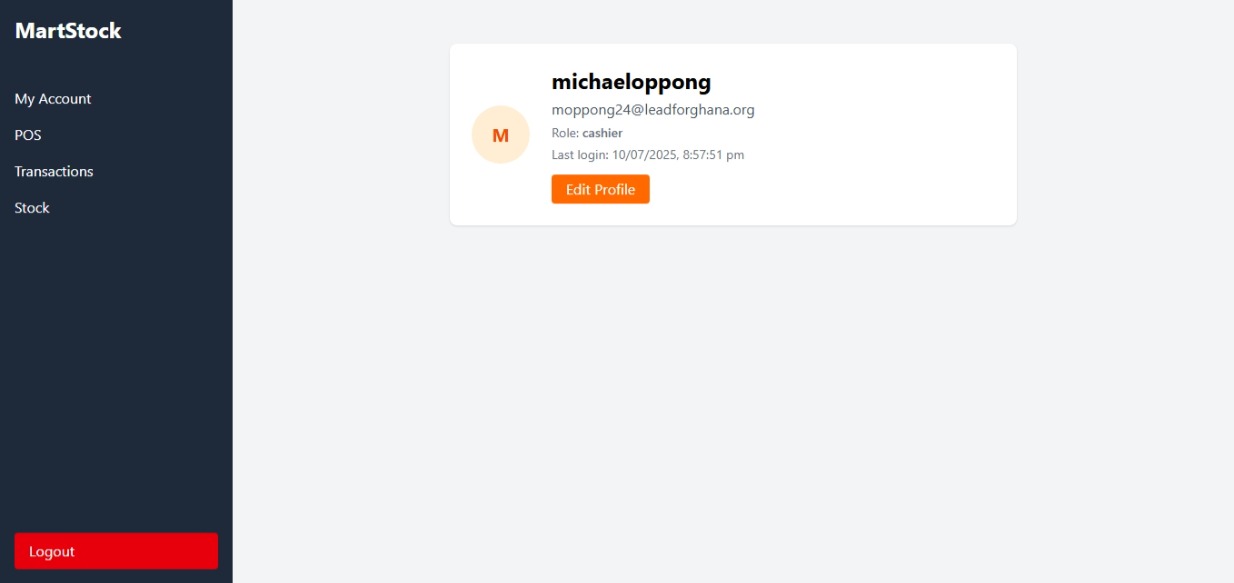 MartStock
My Account
POS
Transactions
Stock
Logout
michaeloppong
M
moppong24@leadforghana.org
Role: cashier
Last login: 10/07/2025, 8:57:51 pm
Edit Profile